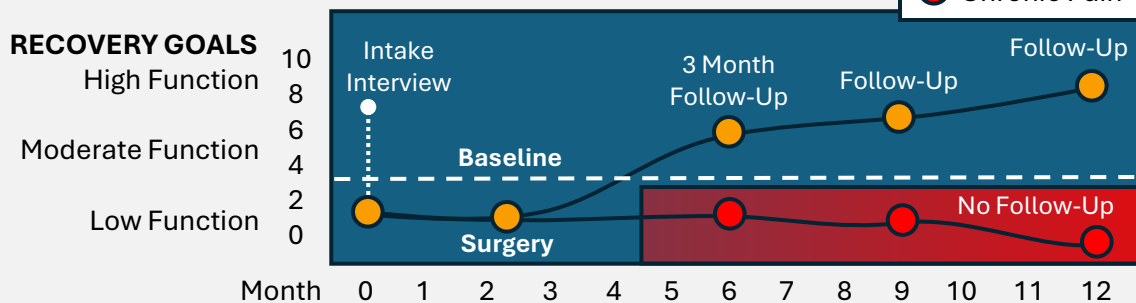 RECOVERY GOALS
High Function
Moderate Function
Low Function
10
8
6
4
2
0
Intake
Interview
3 Month
Follow-Up
Follow-Up
Follow-Up
Baseline
Surgery
No Follow-Up
Month 0 1 2 3 4 5 6 7 8 9 10 11 12